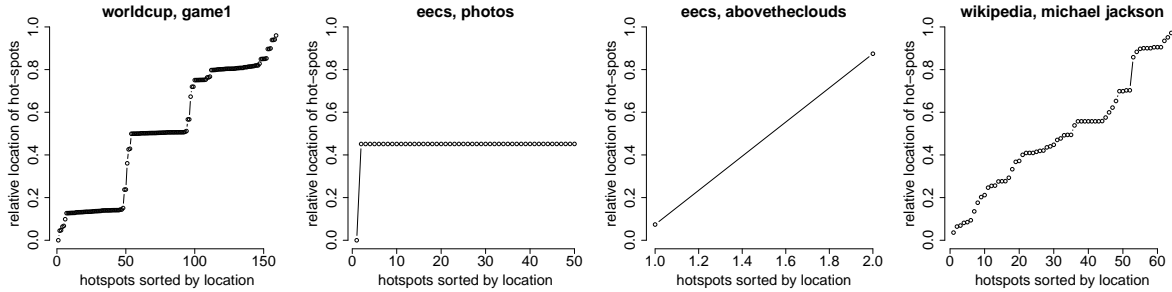 worldcup, game1
relative location of hot−spots
0.0 0.2 0.4 0.6 0.8 1.0
0 50 100 150
hotspots sorted by location
eecs, photos
relative location of hot−spots
0.0 0.2 0.4 0.6 0.8 1.0
0 10 20 30 40 50
hotspots sorted by location
eecs, abovetheclouds
relative location of hot−spots
0.0 0.2 0.4 0.6 0.8 1.0
1.0 1.2 1.4 1.6 1.8 2.0
hotspots sorted by location
wikipedia, michael jackson
relative location of hot−spots
0.0 0.2 0.4 0.6 0.8 1.0
0 10 20 30 40 50 60
hotspots sorted by location